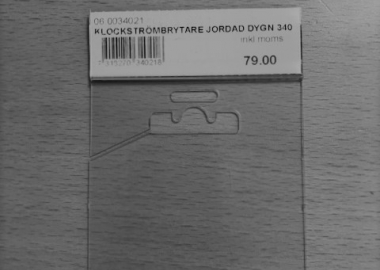 06 0034021
KLOCKSTRÖMBRYTARE JORDAD DYGN 340
inkl moms
79.00